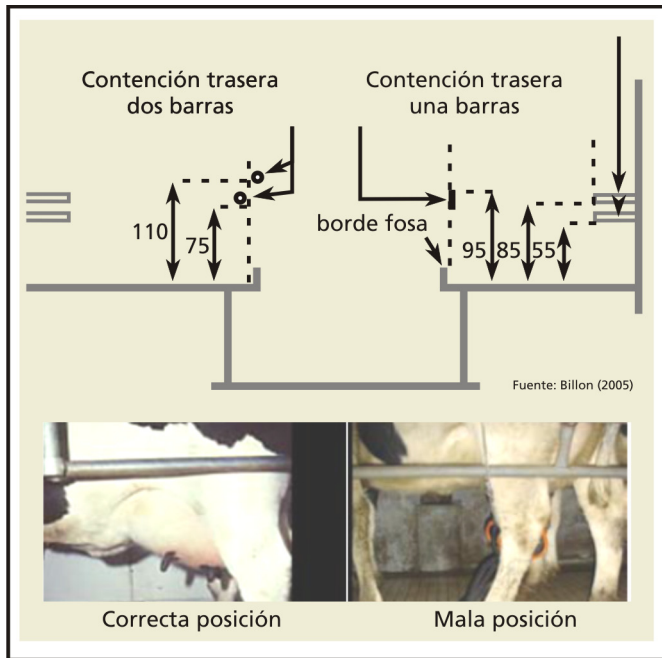 Contención trasera
dos barras
Contención trasera
una barras
110
75
borde fosa
95
85
55
Fuente: Billon (2005)
Correcta posición
Mala posición